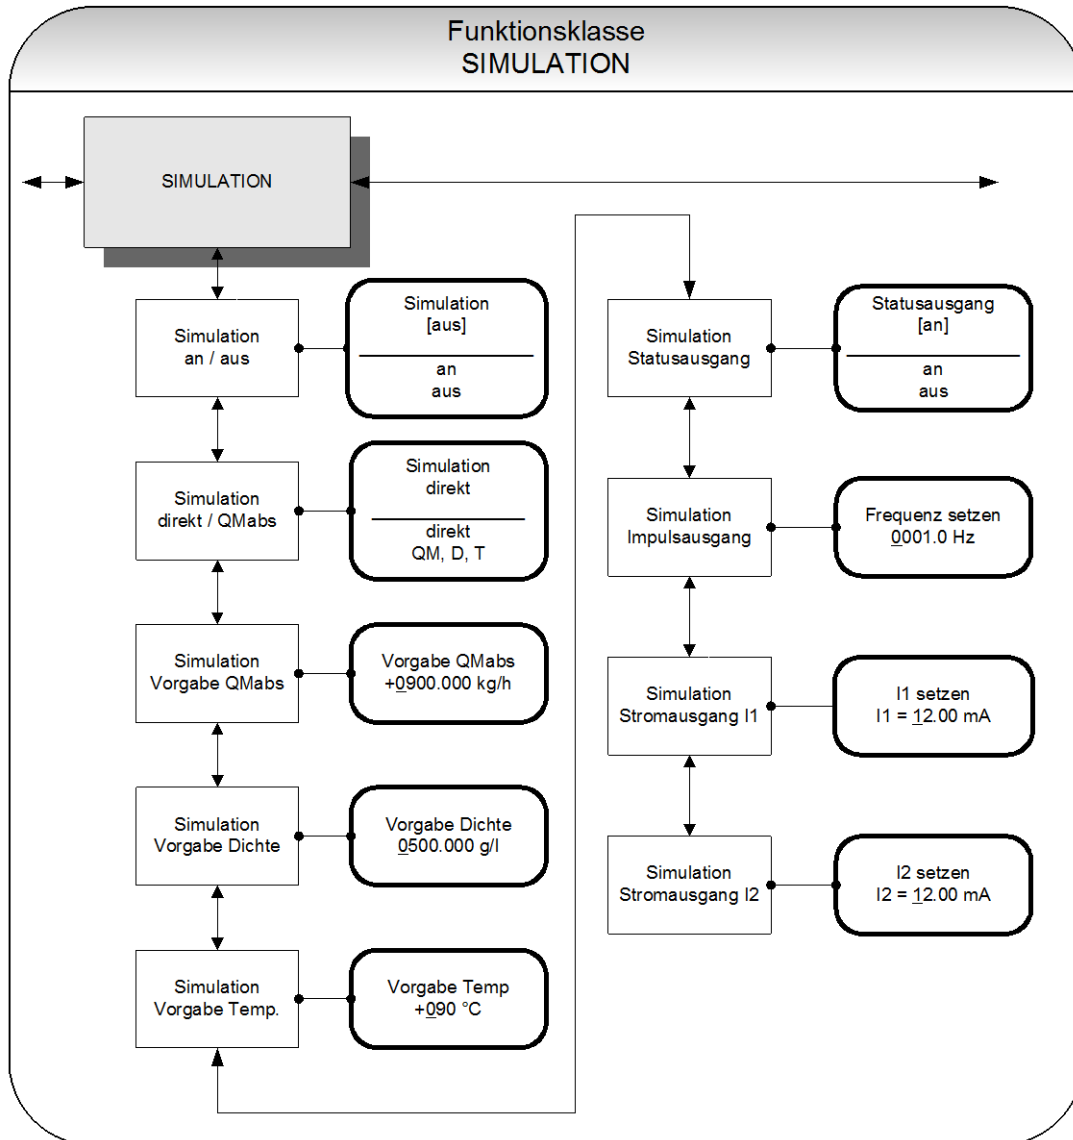 Funktionsklasse
SIMULATION
SIMULATION
Simulation
an / aus
Simulation
[aus]
an
aus
Simulation
direkt / QMabs
Simulation
direkt
direkt
QM, D, T
Simulation
Vorgabe QMabs
Vorgabe QMabs
+0900.000 kg/h
Simulation
Vorgabe Dichte
Vorgabe Dichte
0500.000 g/l
Simulation
Vorgabe Temp.
Vorgabe Temp
+090 °C
Simulation
Statusausgang
Statusausgang
[an]
an
aus
Simulation
Impulsausgang
Frequenz setzen
0001.0 Hz
Simulation
Stromausgang I1
I1 setzen
I1 = 12.00 mA
Simulation
Stromausgang I2
I2 setzen
I2 = 12.00 mA